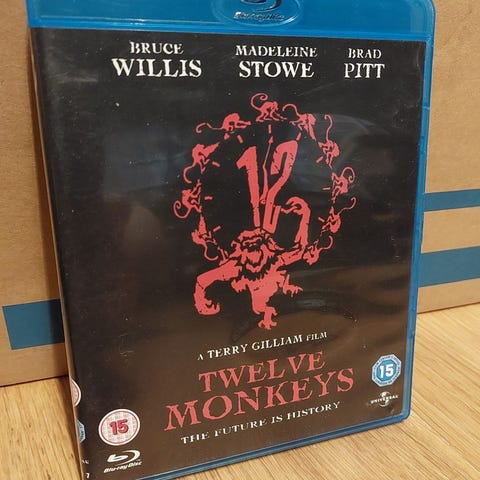 BRUCE WILLIS
MADELEINE STOWE
BRAD PITT
12
A TERRY GILLIAM FILM
TWELVE
MONKEYS
THE FUTURE IS HISTORY
15
15
UNIVERSAL
Blu-ray Disc